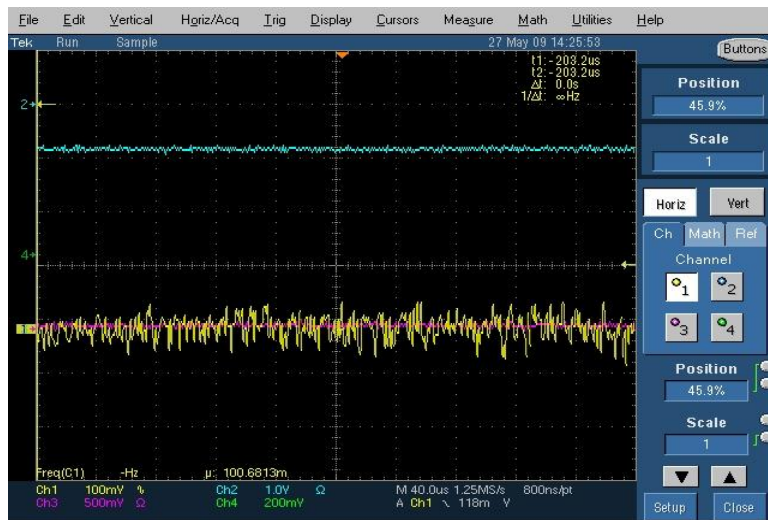 File Edit Vertical Horiz/Acq Trig Display Cursors Measure Math Utilities Help
Tek Run Sample 27 May 09 14:25:53 Buttons
t1: -203.2us
t2: -203.2us
Δt: 0.0s
1/Δt: ∞Hz
2
4
1
Position
45.9%
Scale
1
Horiz Vert
Ch Math Ref
Channel
1 2
3 4
Position
45.9%
Scale
1
Setup Close
Freq(C1) -Hz µ: 100.6813m
Ch1 100mV Ch2 1.0V Ω M 40.0us 1.25MS/s 800ns/pt
Ch3 500mV Ω Ch4 200mV A Ch1 \ 118m V